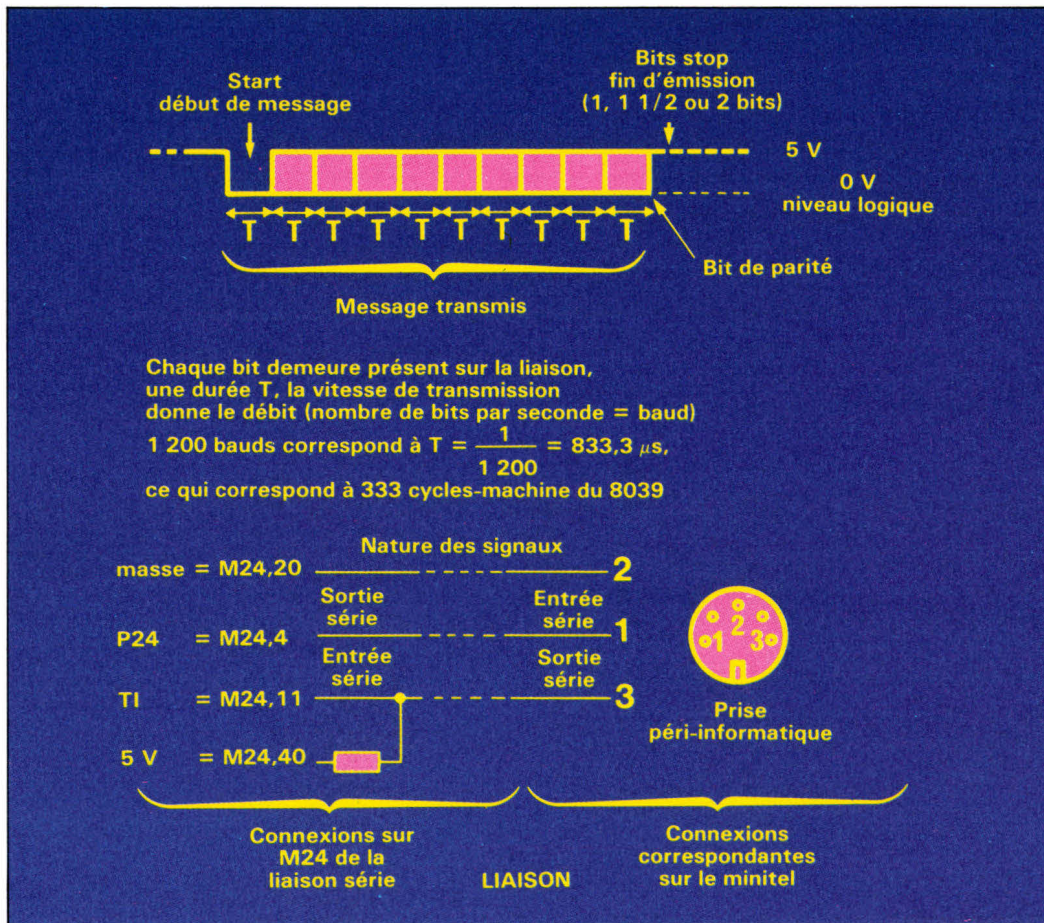 Start
début de message
Bits stop
fin d'émission
(1, 1 1/2 ou 2 bits)
5 V
0 V
niveau logique
T T T T T T T T T T
Bit de parité
Message transmis
Chaque bit demeure présent sur la liaison,
une durée T, la vitesse de transmission
donne le débit (nombre de bits par seconde = baud)
1 200 bauds correspond à T = 1 / 1 200 = 833,3 μs,
ce qui correspond à 333 cycles-machine du 8039
Nature des signaux
masse = M24,20
2
Sortie
série
Entrée
série
P24 = M24,4
1
Entrée
série
Sortie
série
TI = M24,11
3
5 V = M24,40
1 2 3
Prise
péri-informatique
Connexions sur
M24 de la
liaison série
LIAISON
Connexions
correspondantes
sur le minitel